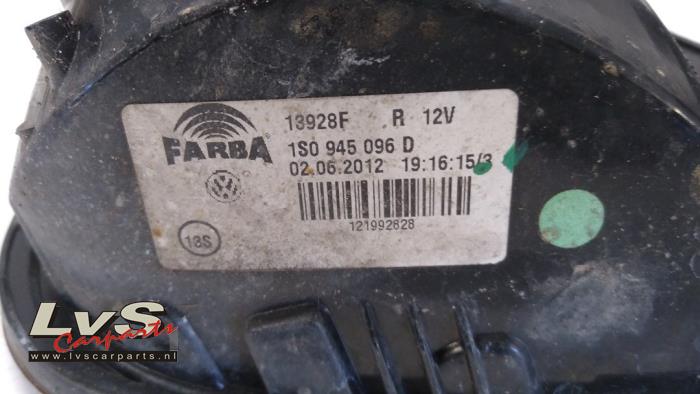 FARBA
13928F R 12V
1S0 945 096 D
02.06.2012 19:16:15/3
121992828
18S
LvS
Carparts
www.lvscarparts.nl